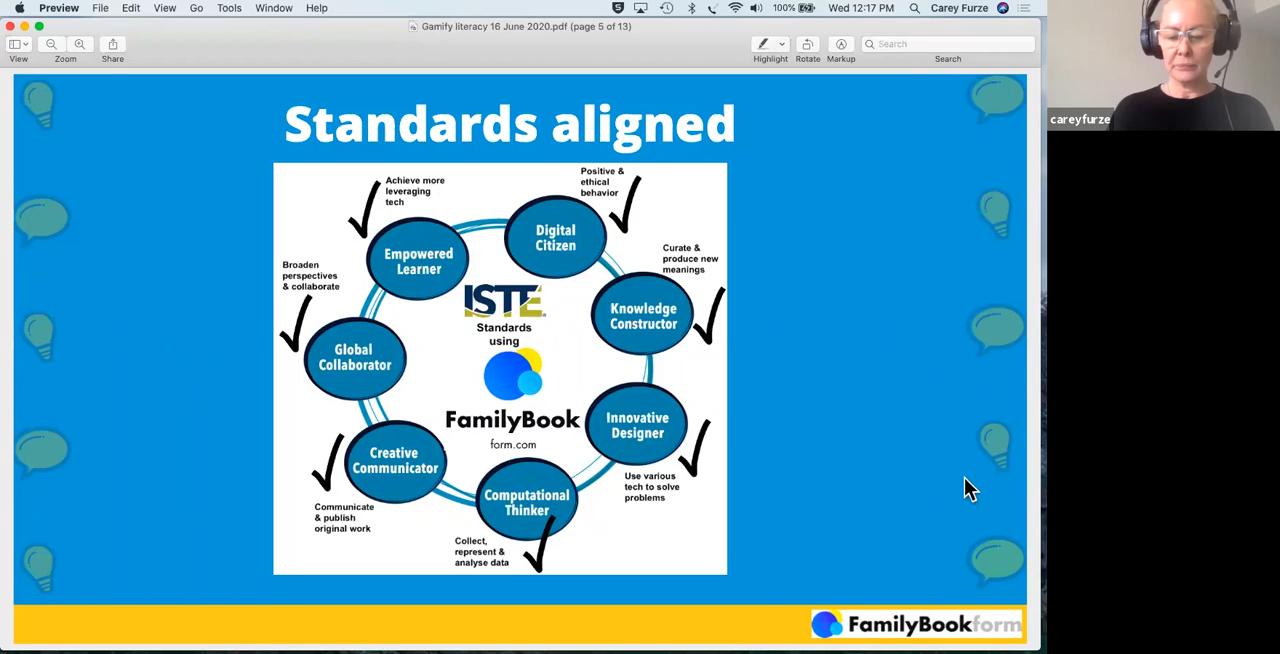 Preview File Edit View Go Tools Window Help
100% Wed 12:17 PM Carey Furze
Gamify literacy 16 June 2020.pdf (page 5 of 13)
Search
View Zoom Share Highlight Rotate Markup Search
careyfurze
Standards aligned
Achieve more
leveraging
tech
Positive &
ethical
behavior
Empowered
Learner
Digital
Citizen
Curate &
produce new
meanings
Broaden
perspectives
& collaborate
Knowledge
Constructor
ISTE
Standards
using
Global
Collaborator
FamilyBook
form.com
Innovative
Designer
Creative
Communicator
Use various
tech to solve
problems
Computational
Thinker
Communicate
& publish
original work
Collect,
represent &
analyse data
FamilyBookform